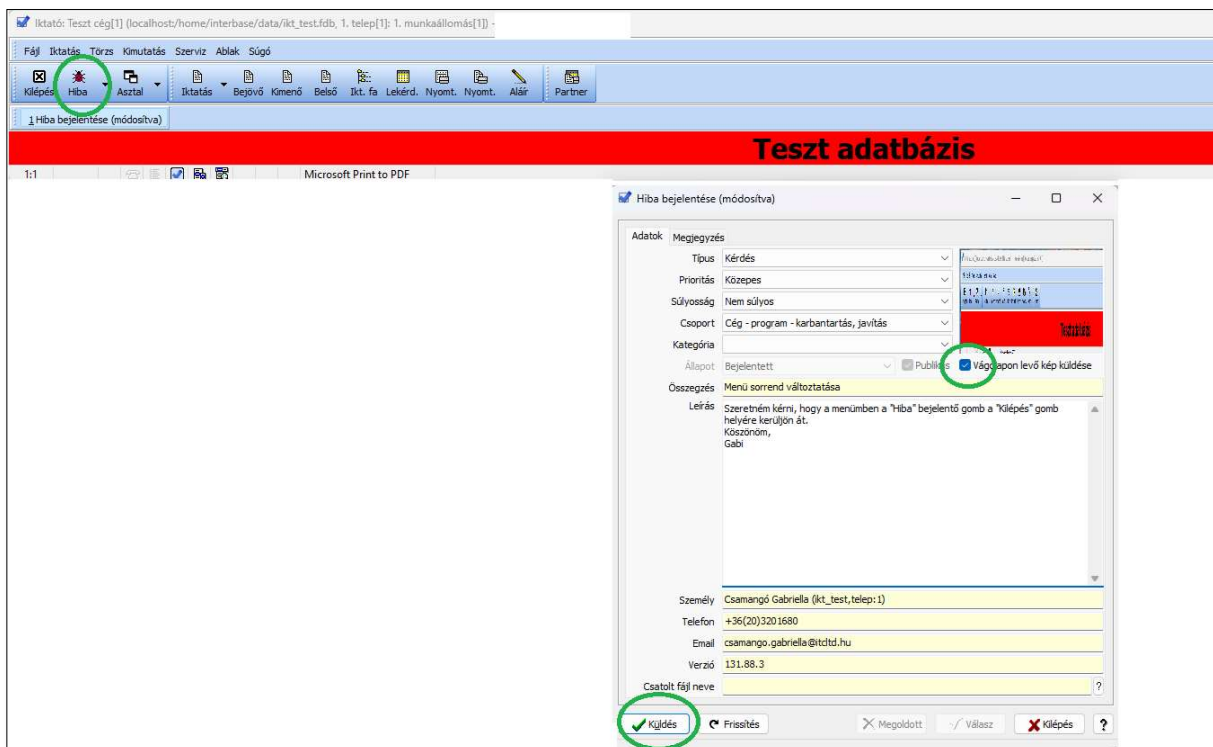 Iktató: Teszt cég[1] (localhost:/home/interbase/data/ikt_test.fdb, 1. telep[1]: 1. munkaállomás[1]) -
Fájl Iktatás Törzs Kimutatás Szerviz Ablak Súgó
Kilépés Hiba Asztal Iktatás Bejövő Kimenő Belső Ikt. fa Lekérd. Nyomt. Nyomt. Aláír Partner
1 Hiba bejelentése (módosítva)
Teszt adatbázis
1:1 Microsoft Print to PDF
Hiba bejelentése (módosítva)
Adatok Megjegyzés
Típus Kérdés
Prioritás Közepes
Súlyosság Nem súlyos
Csoport Cég - program - karbantartás, javítás
Kategória
Állapot Bejelentett Publikus Vágólapon levő kép küldése
Összegzés Menü sorrend változtatása
Leírás Szeretném kérni, hogy a menümben a "Hiba" bejelentő gomb a "Kilépés" gomb
helyére kerüljön át.
Köszönöm,
Gabi
Személy Csamangó Gabriella (ikt_test,telep:1)
Telefon +36(20)3201680
Email csamango.gabriella@itcltd.hu
Verzió 131.88.3
Csatolt fájl neve ?
Küldés Frissítés Megoldott Válasz Kilépés ?